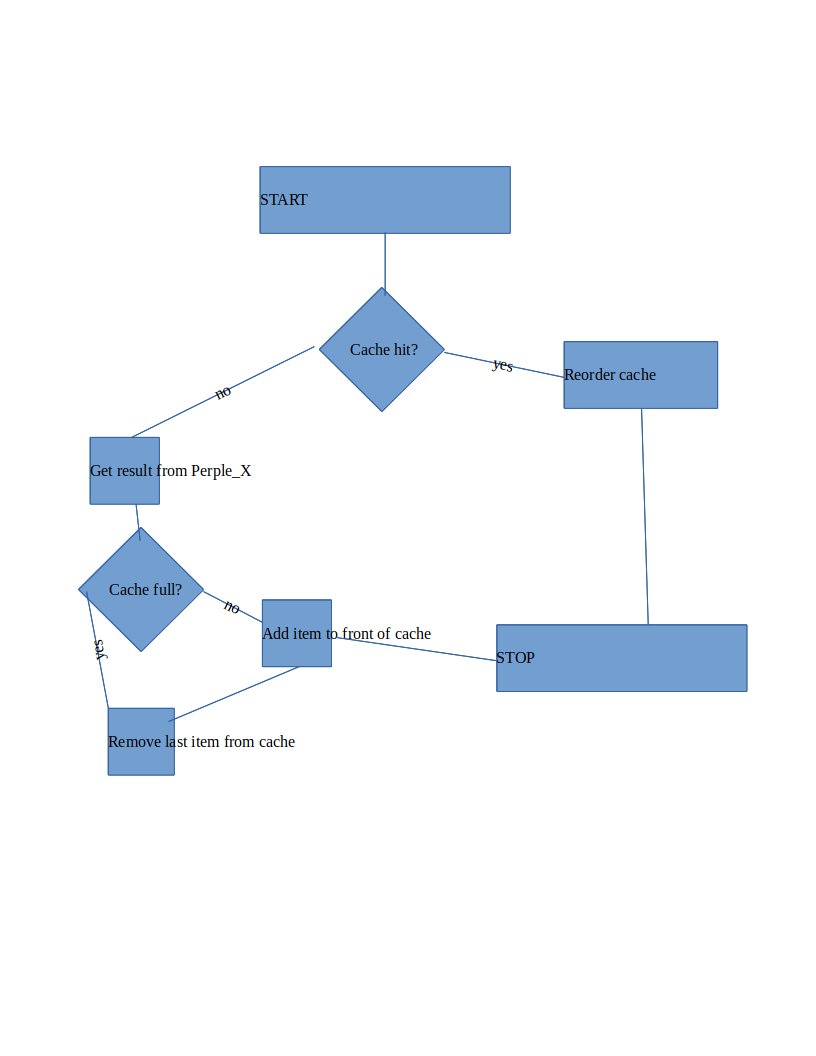 START
Cache hit?
yes
Reorder cache
no
Get result from Perple_X
Cache full?
no
Add item to front of cache
yes
STOP
Remove last item from cache